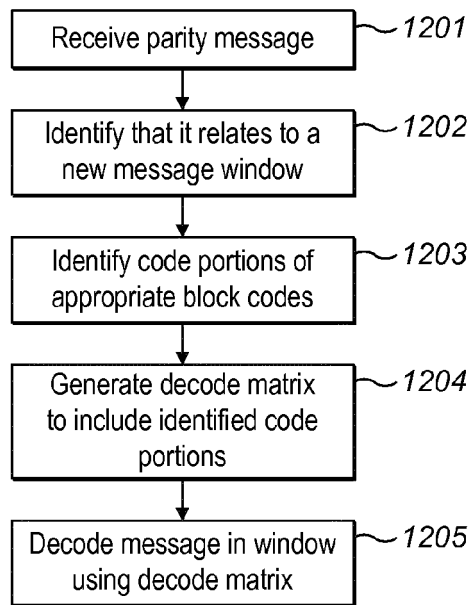 Receive parity message
1201
Identify that it relates to a
new message window
1202
Identify code portions of
appropriate block codes
1203
Generate decode matrix
to include identified code
portions
1204
Decode message in window
using decode matrix
1205